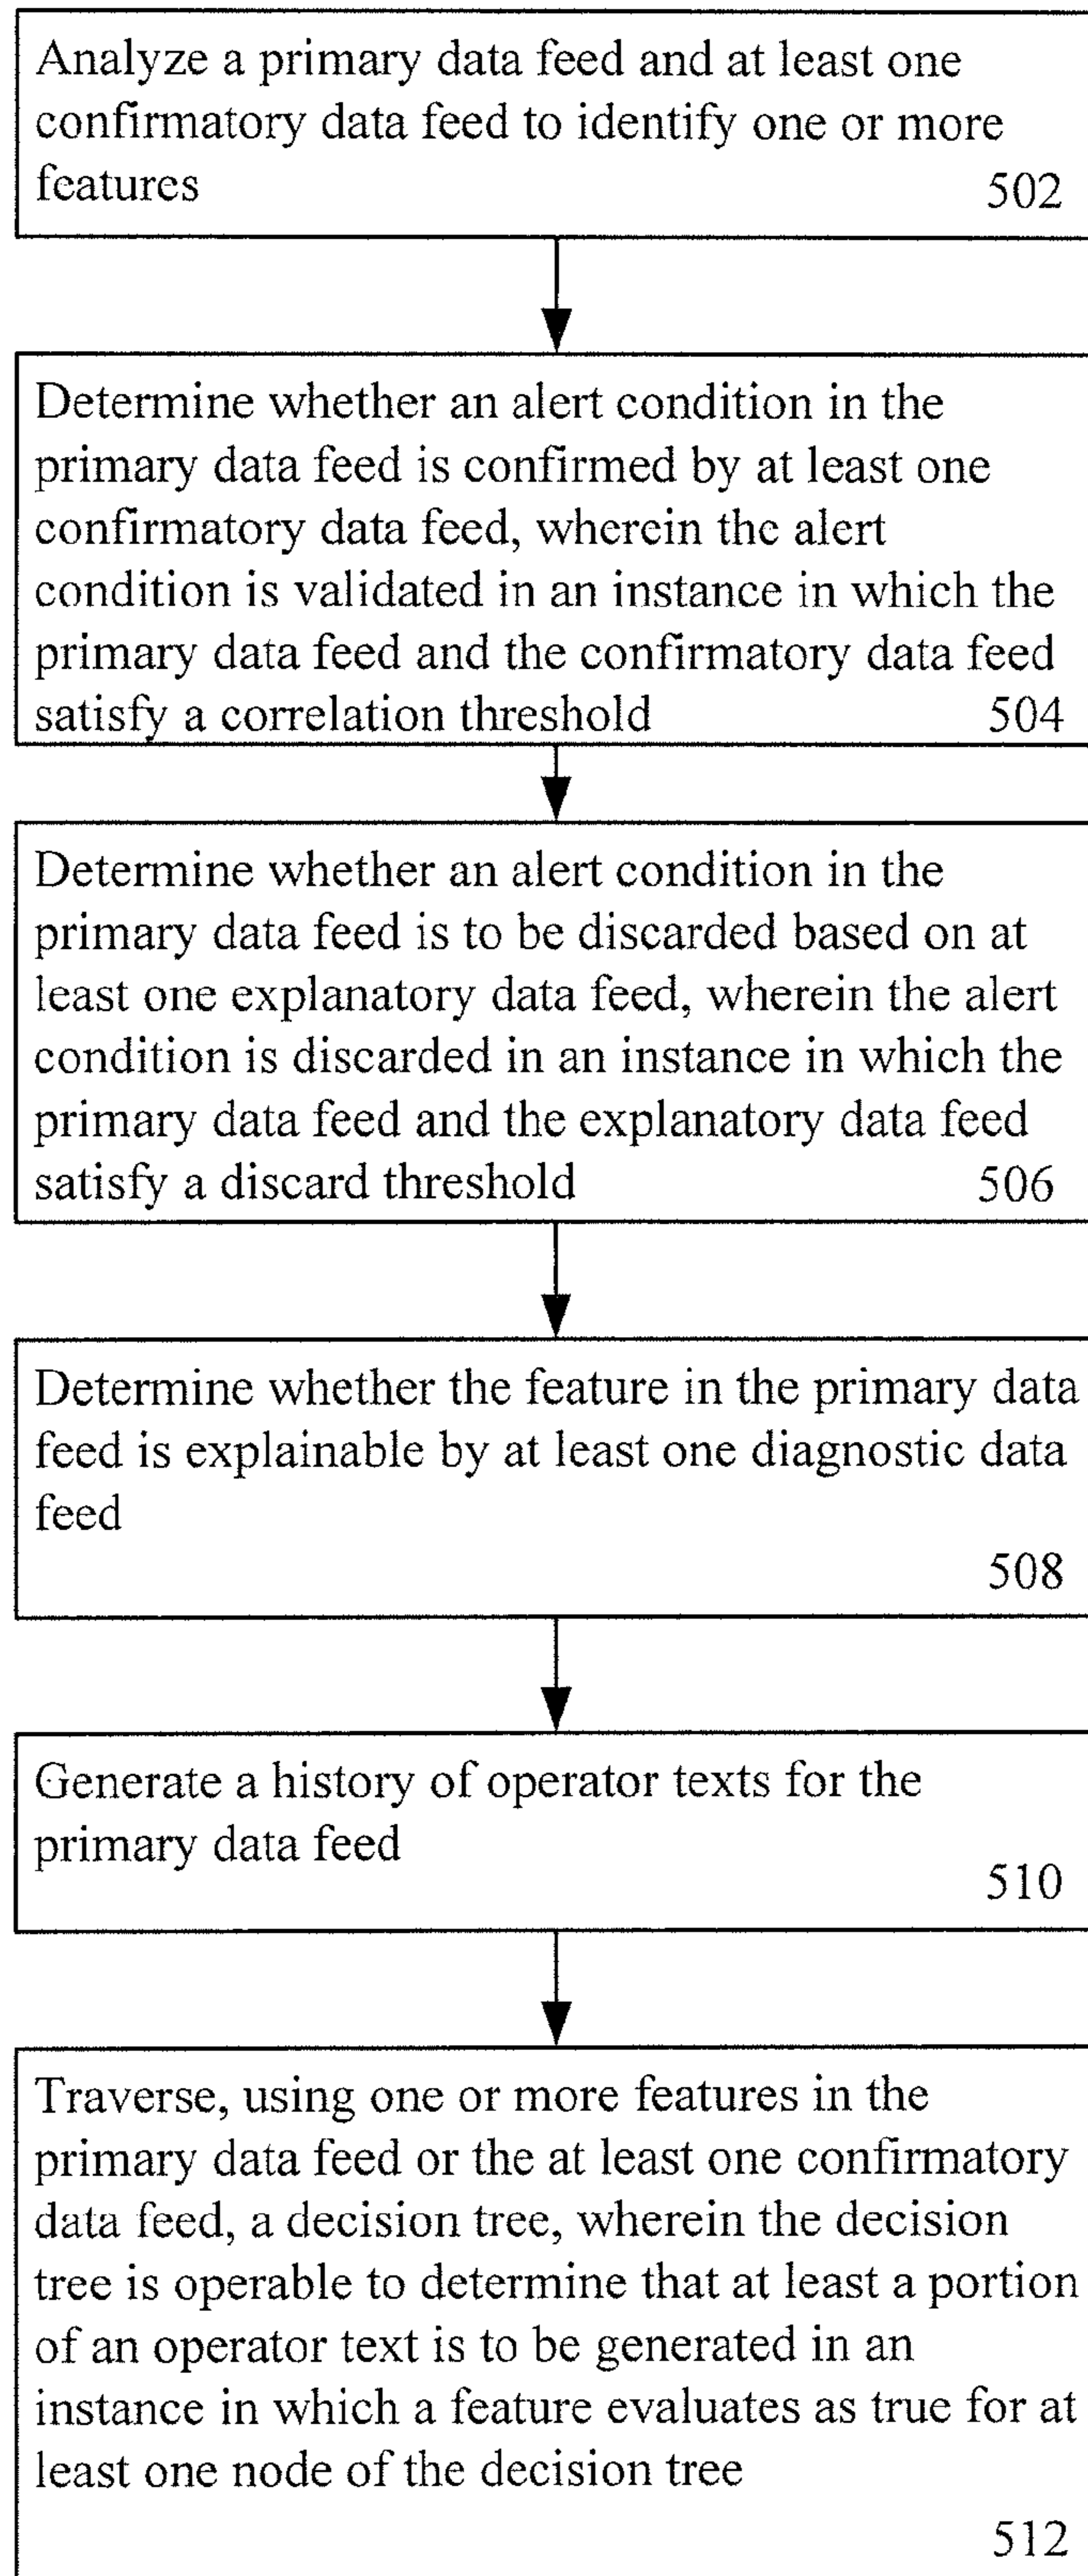 Analyze a primary data feed and at least one
confirmatory data feed to identify one or more
features 502
Determine whether an alert condition in the
primary data feed is confirmed by at least one
confirmatory data feed, wherein the alert
condition is validated in an instance in which the
primary data feed and the confirmatory data feed
satisfy a correlation threshold 504
Determine whether an alert condition in the
primary data feed is to be discarded based on at
least one explanatory data feed, wherein the alert
condition is discarded in an instance in which the
primary data feed and the explanatory data feed
satisfy a discard threshold 506
Determine whether the feature in the primary data
feed is explainable by at least one diagnostic data
feed
508
Generate a history of operator texts for the
primary data feed
510
Traverse, using one or more features in the
primary data feed or the at least one confirmatory
data feed, a decision tree, wherein the decision
tree is operable to determine that at least a portion
of an operator text is to be generated in an
instance in which a feature evaluates as true for at
least one node of the decision tree
512